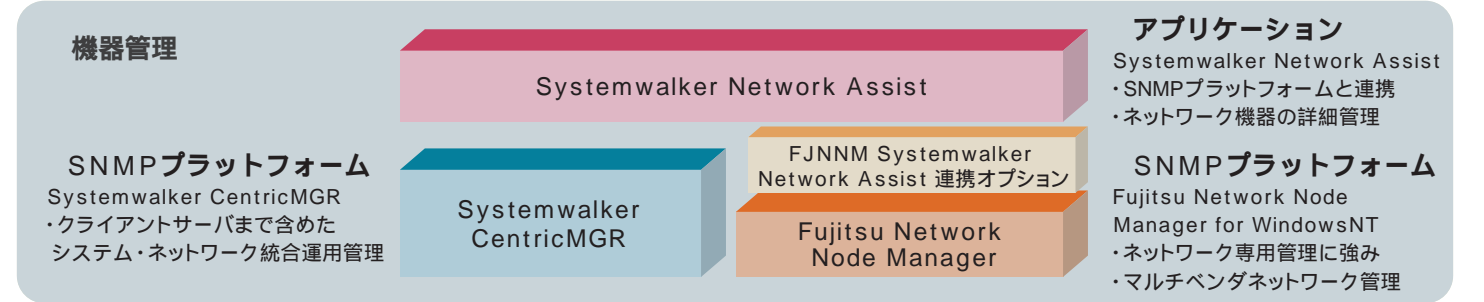 機器管理
Systemwalker Network Assist
アプリケーション
Systemwalker Network Assist
・SNMPプラットフォームと連携
・ネットワーク機器の詳細管理
SNMPプラットフォーム
Systemwalker CentricMGR
・クライアントサーバまで含めた
システム・ネットワーク統合運用管理
Systemwalker
CentricMGR
FJNNM Systemwalker
Network Assist 連携オプション
Fujitsu Network
Node Manager
SNMPプラットフォーム
Fujitsu Network Node
Manager for WindowsNT
・ネットワーク専用管理に強み
・マルチベンダネットワーク管理